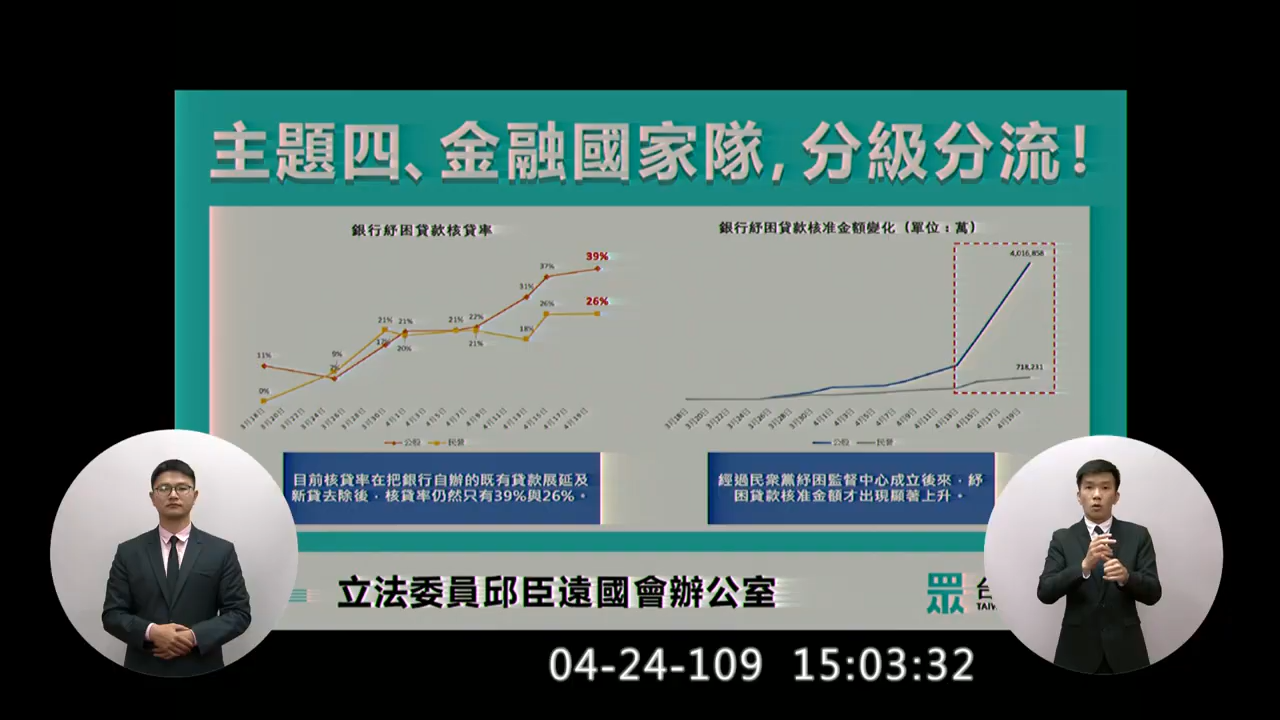 主題四、金融國家隊,分級分流!
銀行紓困貸款核貸率
39%
37%
31%
26%
26%
22%
21%
21%
21%
21%
20%
18%
17%
11%
9%
7%
0%
公股 民營
銀行紓困貸款核准金額變化(單位:萬)
4,016,858
718,231
公股 民營
目前核貸率在把銀行自辦的既有貸款展延及
新貸去除後,核貸率仍然只有39%與26%。
經過民眾黨紓困監督中心成立後來,紓
困貸款核准金額才出現顯著上升。
立法委員邱臣遠國會辦公室
眾 台
TAIW
04-24-109 15:03:32